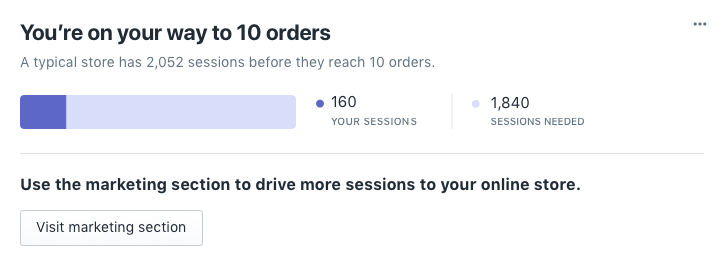 You’re on your way to 10 orders
A typical store has 2,052 sessions before they reach 10 orders.
160
YOUR SESSIONS
1,840
SESSIONS NEEDED
Use the marketing section to drive more sessions to your online store.
Visit marketing section